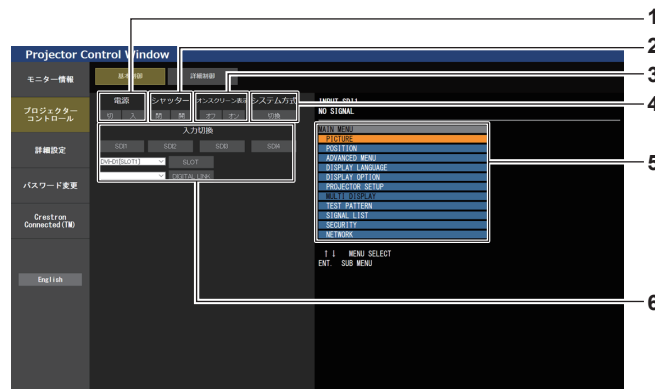 Projector Control Window
1
2
3
4
5
6
モニター情報
プロジェクター
コントロール
詳細設定
パスワード変更
Crestron
Connected(TM)
English
基本制御
詳細制御
電源
切 入
シャッター
閉 開
オンスクリーン表示
オフ オン
システム方式
切換
入力切換
SDI1 SDI2 SDI3 SDI4
DVI-D1[SLOT1] SLOT
DIGITAL LINK
NO SIGNAL
MAIN MENU
PICTURE
POSITION
ADVANCED MENU
DISPLAY LANGUAGE
DISPLAY OPTION
PROJECTOR SETUP
MULTI DISPLAY
TEST PATTERN
SIGNAL LIST
SECURITY
NETWORK
MENU SELECT
ENT. SUB MENU